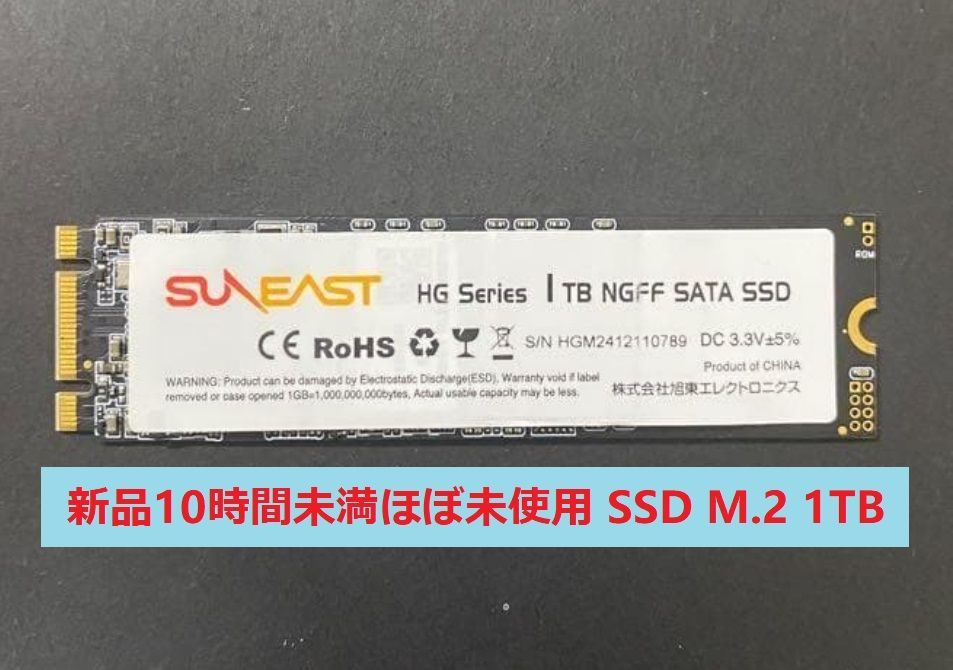 ROM
SUNEAST HG Series 1TB NGFF SATA SSD
CE RoHS S/N HGM2412110789 DC 3.3V±5%
Product of CHINA
WARNING: Product can be damaged by Electrostatic Discharge(ESD), Warranty void if label
removed or case opened 1GB=1,000,000,000bytes, Actual usable capacity may be less.
株式会社旭東エレクトロニクス
新品10時間未満ほぼ未使用 SSD M.2 1TB